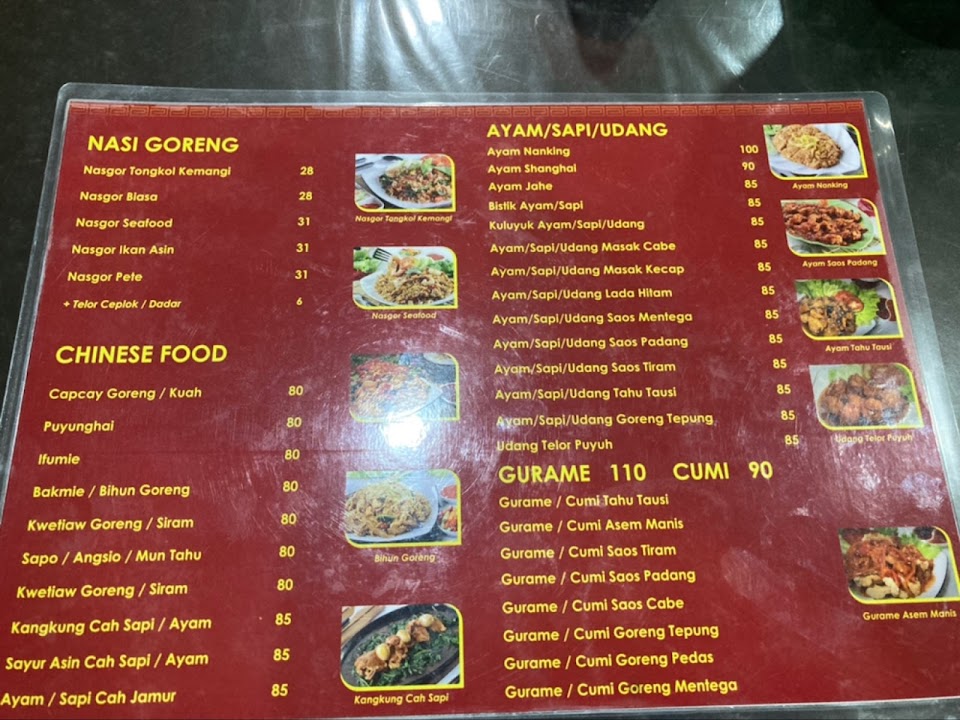 NASI GORENG
Nasgor Tongkol Kemangi 28
Nasgor Biasa 28
Nasgor Seafood 31
Nasgor Ikan Asin 31
Nasgor Pete 31
+ Telor Ceplok / Dadar 6
Nasgor Tongkol Kemangi
Nasgor Seafood
CHINESE FOOD
Capcay Goreng / Kuah 80
Puyunghai 80
Ifumie 80
Bakmie / Bihun Goreng 80
Kwetiaw Goreng / Siram 80
Sapo / Angsio / Mun Tahu 80
Kwetiaw Goreng / Siram 80
Kangkung Cah Sapi / Ayam 85
Sayur Asin Cah Sapi / Ayam 85
Ayam / Sapi Cah Jamur 85
Bihun Goreng
Kangkung Cah Sapi
AYAM/SAPI/UDANG
Ayam Nanking 100
Ayam Shanghai 90
Ayam Jahe 85
Bistik Ayam/Sapi 85
Kuluyuk Ayam/Sapi/Udang 85
Ayam/Sapi/Udang Masak Cabe 85
Ayam/Sapi/Udang Masak Kecap 85
Ayam/Sapi/Udang Lada Hitam 85
Ayam/Sapi/Udang Saos Mentega 85
Ayam/Sapi/Udang Saos Padang 85
Ayam/Sapi/Udang Saos Tiram 85
Ayam/Sapi/Udang Tahu Tausi 85
Ayam/Sapi/Udang Goreng Tepung 85
Udang Telor Puyuh 85
Ayam Nanking
Ayam Saos Padang
Ayam Tahu Tausi
Udang Telor Puyuh
GURAME 110 CUMI 90
Gurame / Cumi Tahu Tausi
Gurame / Cumi Asem Manis
Gurame / Cumi Saos Tiram
Gurame / Cumi Saos Padang
Gurame / Cumi Saos Cabe
Gurame / Cumi Goreng Tepung
Gurame / Cumi Goreng Pedas
Gurame / Cumi Goreng Mentega
Gurame Asem Manis